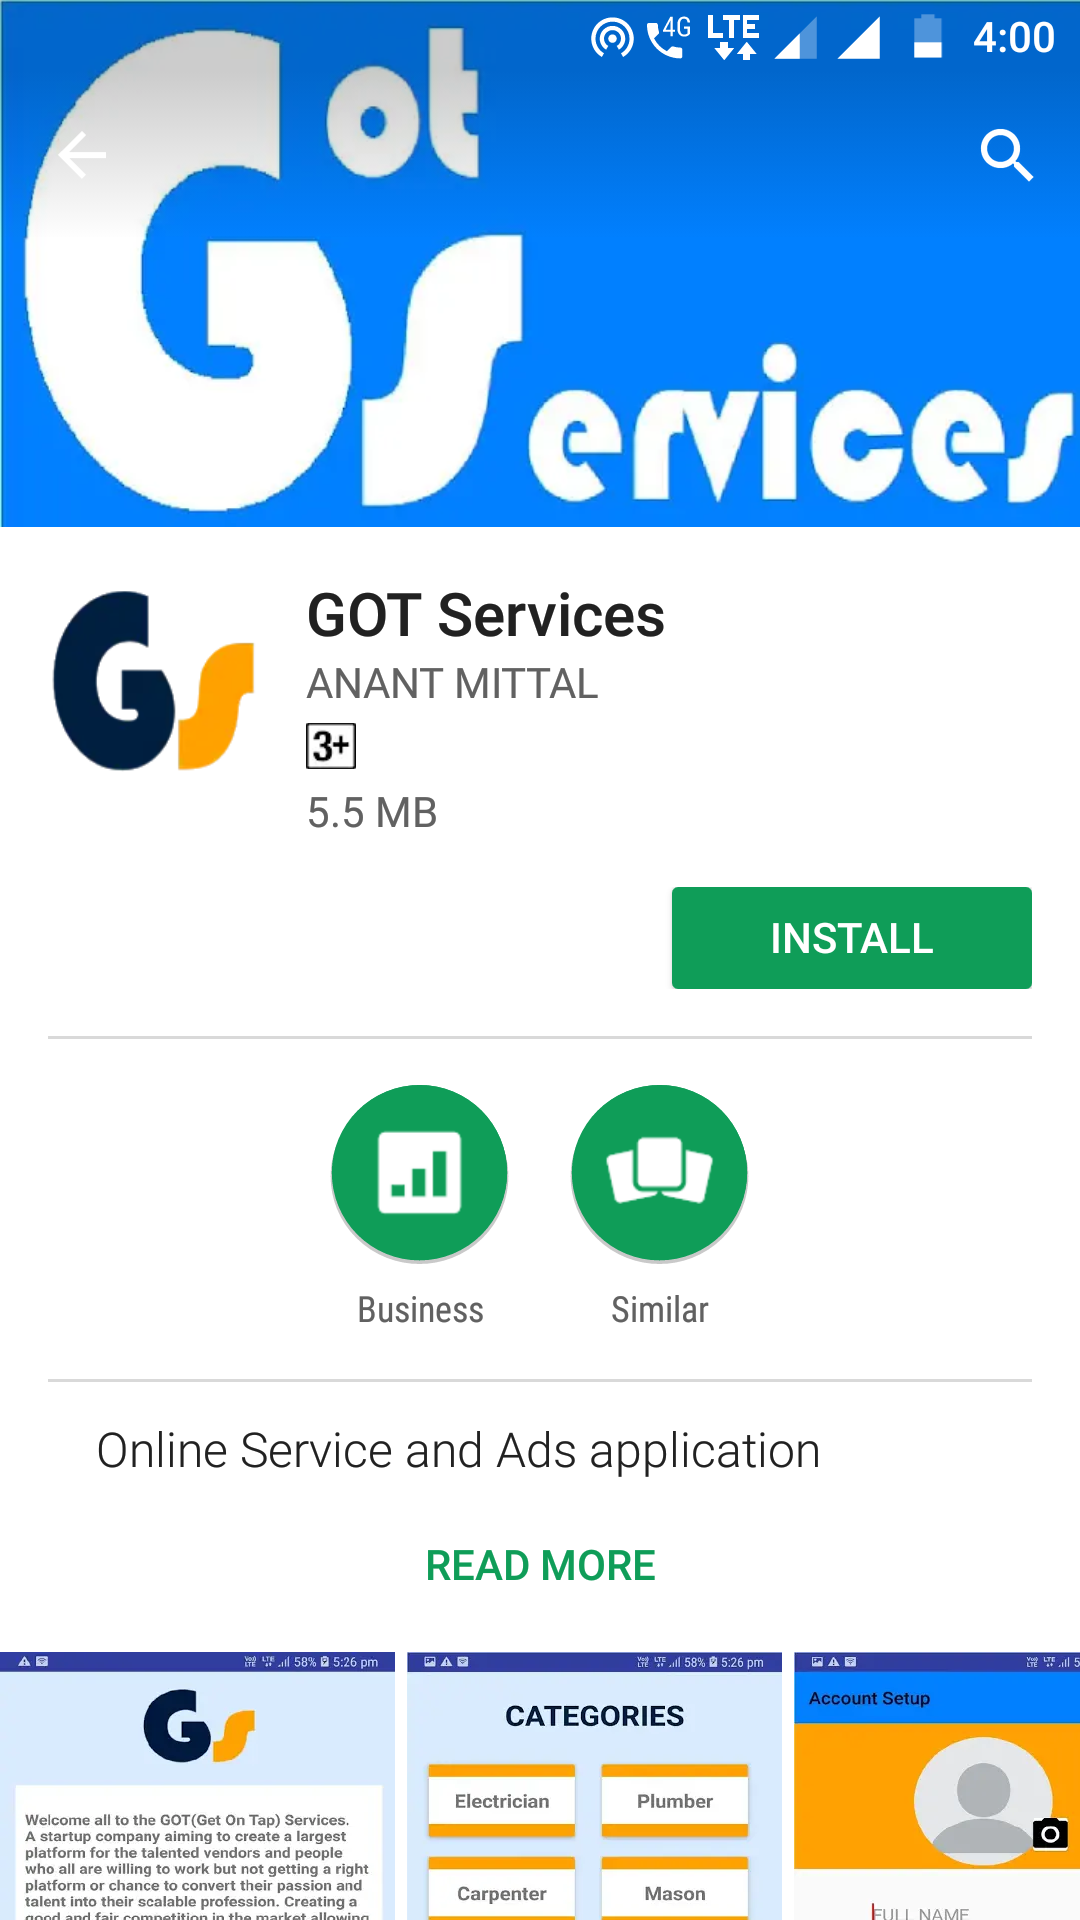 4G LTE 4:00
Got
Services
GS
GOT Services
ANANT MITTAL
3+
5.5 MB
INSTALL
Business Similar
Online Service and Ads application
READ MORE
58% 5:26 pm
GS
Welcome all to the GOT(Get On Tap) Services.
A startup company aiming to create a largest
platform for the talented vendors and people
who all are willing to work but not getting a right
platform or chance to convert their passion and
talent into their scalable profession. Creating a
good and fair competition in the market allowing
LTE 58% 5:26 pm
CATEGORIES
Electrician Plumber
Carpenter Mason
LTE 5
Account Setup
FULL NAME